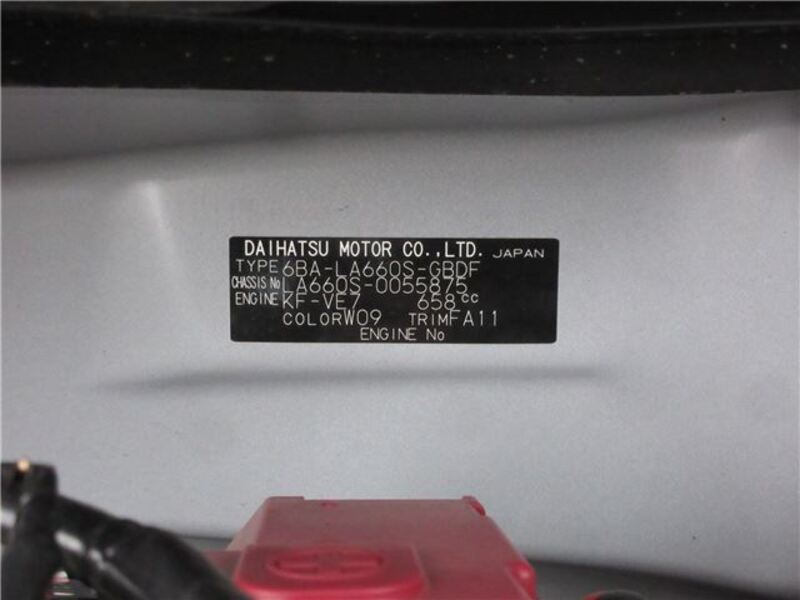 DAIHATSU MOTOR CO.,LTD. JAPAN
TYPE 6BA-LA660S-GBDF
CHASSIS No LA660S-0055875
ENGINE KF-VE7 658cc
COLOR W09 TRIM FA11
ENGINE No